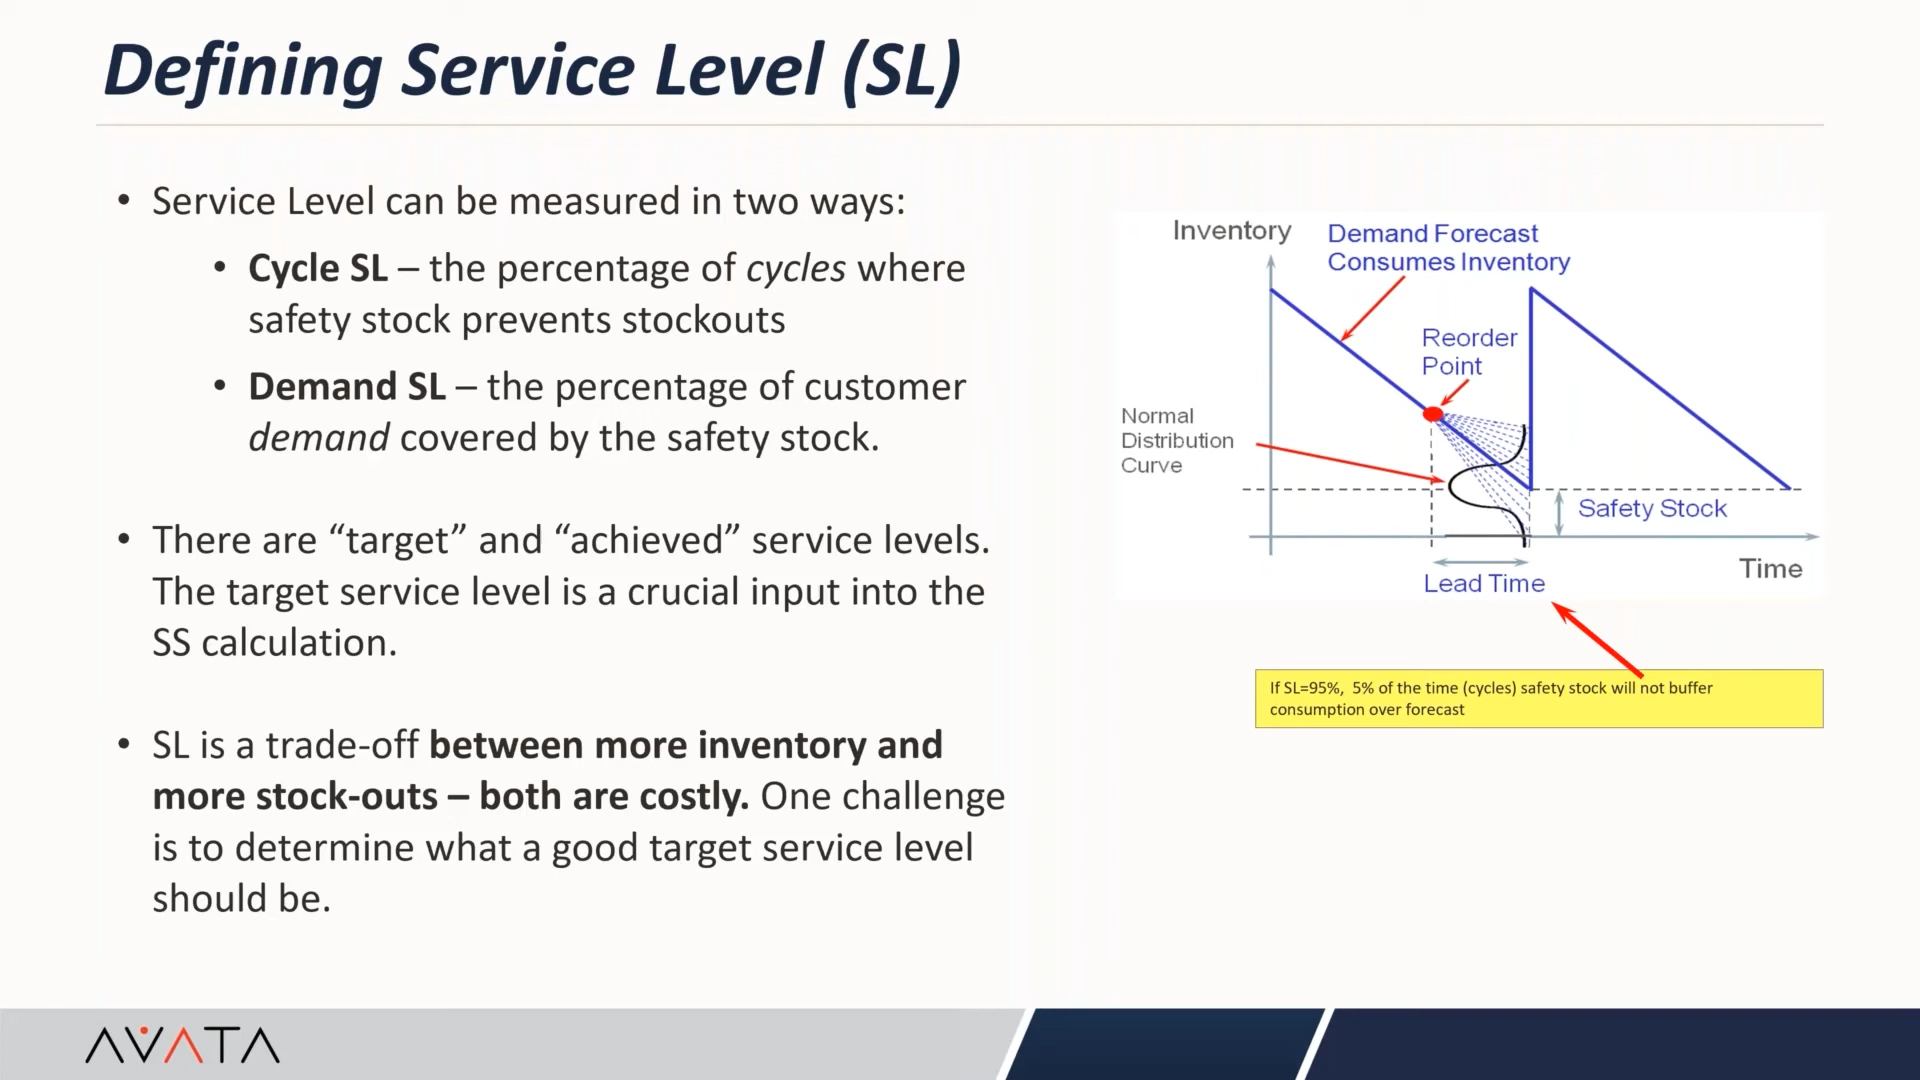 Defining Service Level (SL)
• Service Level can be measured in two ways:
• Cycle SL – the percentage of cycles where
safety stock prevents stockouts
• Demand SL – the percentage of customer
demand covered by the safety stock.
• There are “target” and “achieved” service levels.
The target service level is a crucial input into the
SS calculation.
• SL is a trade-off between more inventory and
more stock-outs – both are costly. One challenge
is to determine what a good target service level
should be.
Inventory
Demand Forecast
Consumes Inventory
Reorder
Point
Normal
Distribution
Curve
Safety Stock
Time
Lead Time
If SL=95%, 5% of the time (cycles) safety stock will not buffer
consumption over forecast
AVATA